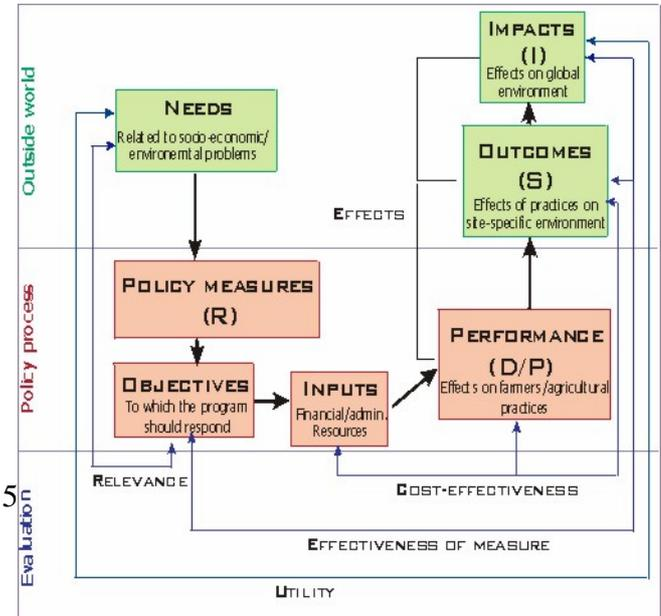 Outside world
NEEDS
Related to socio-economic/
environemtal problems
IMPACTS
(I)
Effects on global
environment
OUTCOMES
(S)
Effects of practices on
site-specific environment
EFFECTS
Policy process
POLICY MEASURES
(R)
OBJECTIVES
To which the program
should respond
INPUTS
Financial/admin.
Resources
PERFORMANCE
(D/P)
Effects on farmers/agricultural
practices
5
Evaluation
RELEVANCE
COST-EFFECTIVENESS
EFFECTIVENESS OF MEASURE
UTILITY